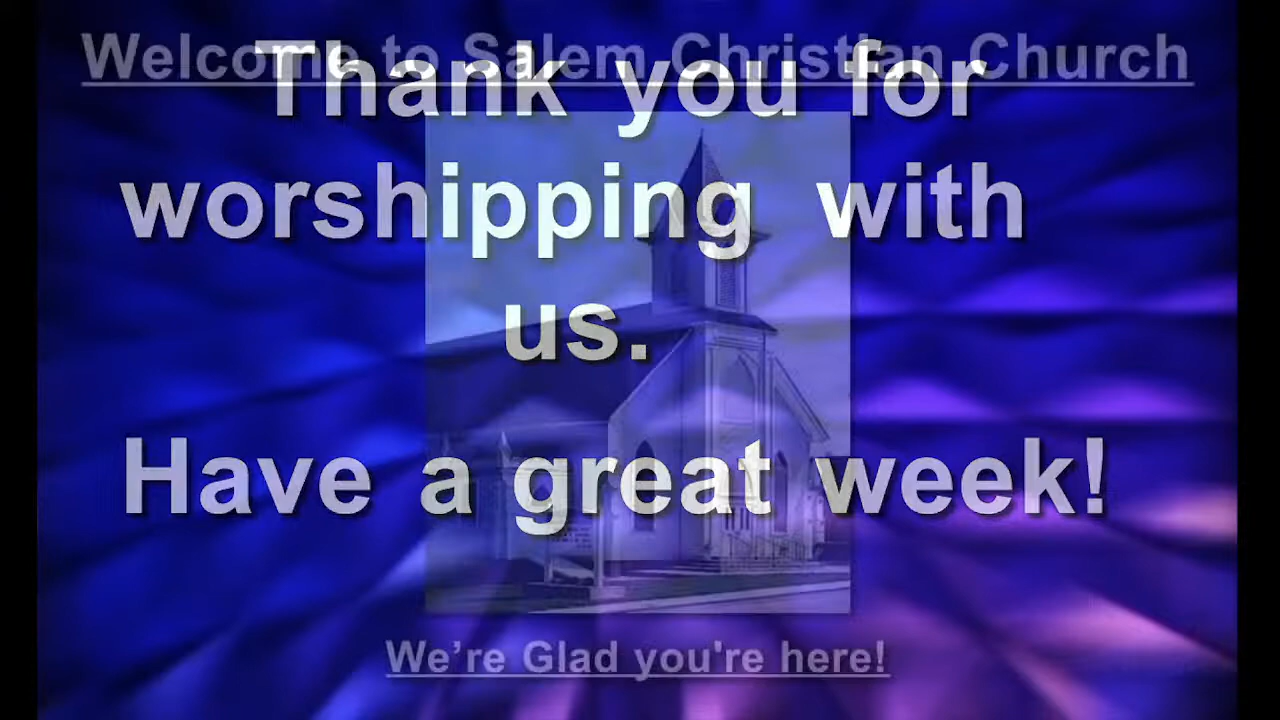 Welcome to Salem Christian Church
Thank you for
worshipping with
us.
Have a great week!
We’re Glad you're here!